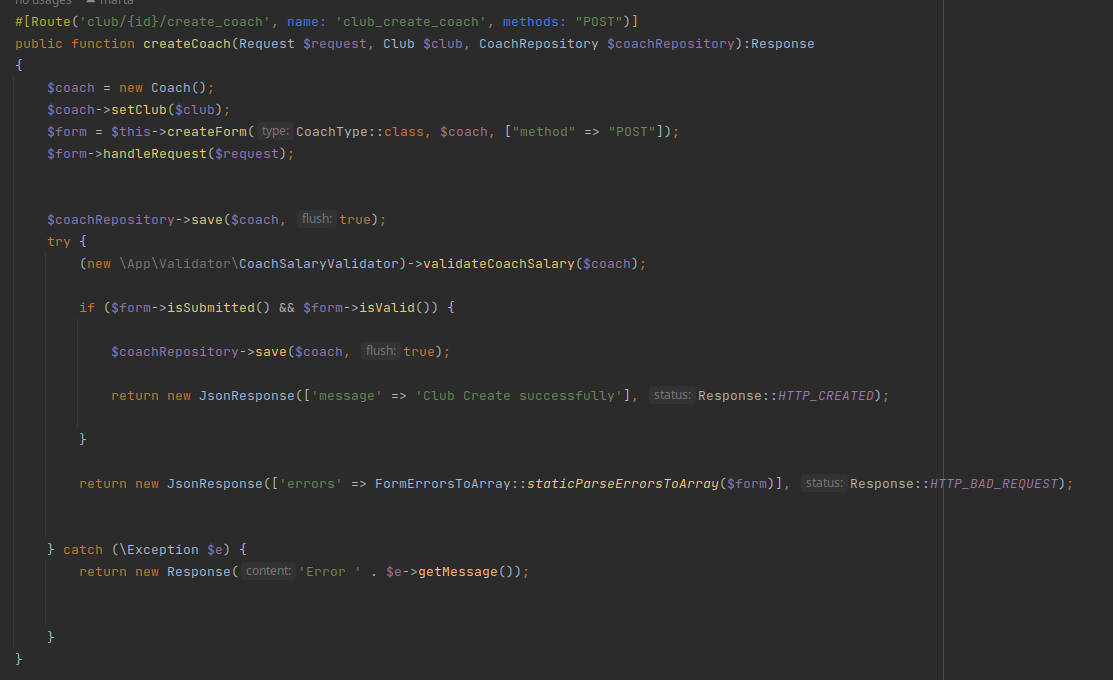 no usages marta
#[Route('club/{id}/create_coach', name: 'club_create_coach', methods: "POST")]
public function createCoach(Request $request, Club $club, CoachRepository $coachRepository):Response
{
    $coach = new Coach();
    $coach->setClub($club);
    $form = $this->createForm( type: CoachType::class, $coach, ["method" => "POST"]);
    $form->handleRequest($request);
    $coachRepository->save($coach, flush: true);
    try {
        (new \App\Validator\CoachSalaryValidator)->validateCoachSalary($coach);
        if ($form->isSubmitted() && $form->isValid()) {
            $coachRepository->save($coach, flush: true);
            return new JsonResponse(['message' => 'Club Create successfully'], status: Response::HTTP_CREATED);
        }
        return new JsonResponse(['errors' => FormErrorsToArray::staticParseErrorsToArray($form)], status: Response::HTTP_BAD_REQUEST);
    } catch (\Exception $e) {
        return new Response( content: 'Error ' . $e->getMessage());
    }
}